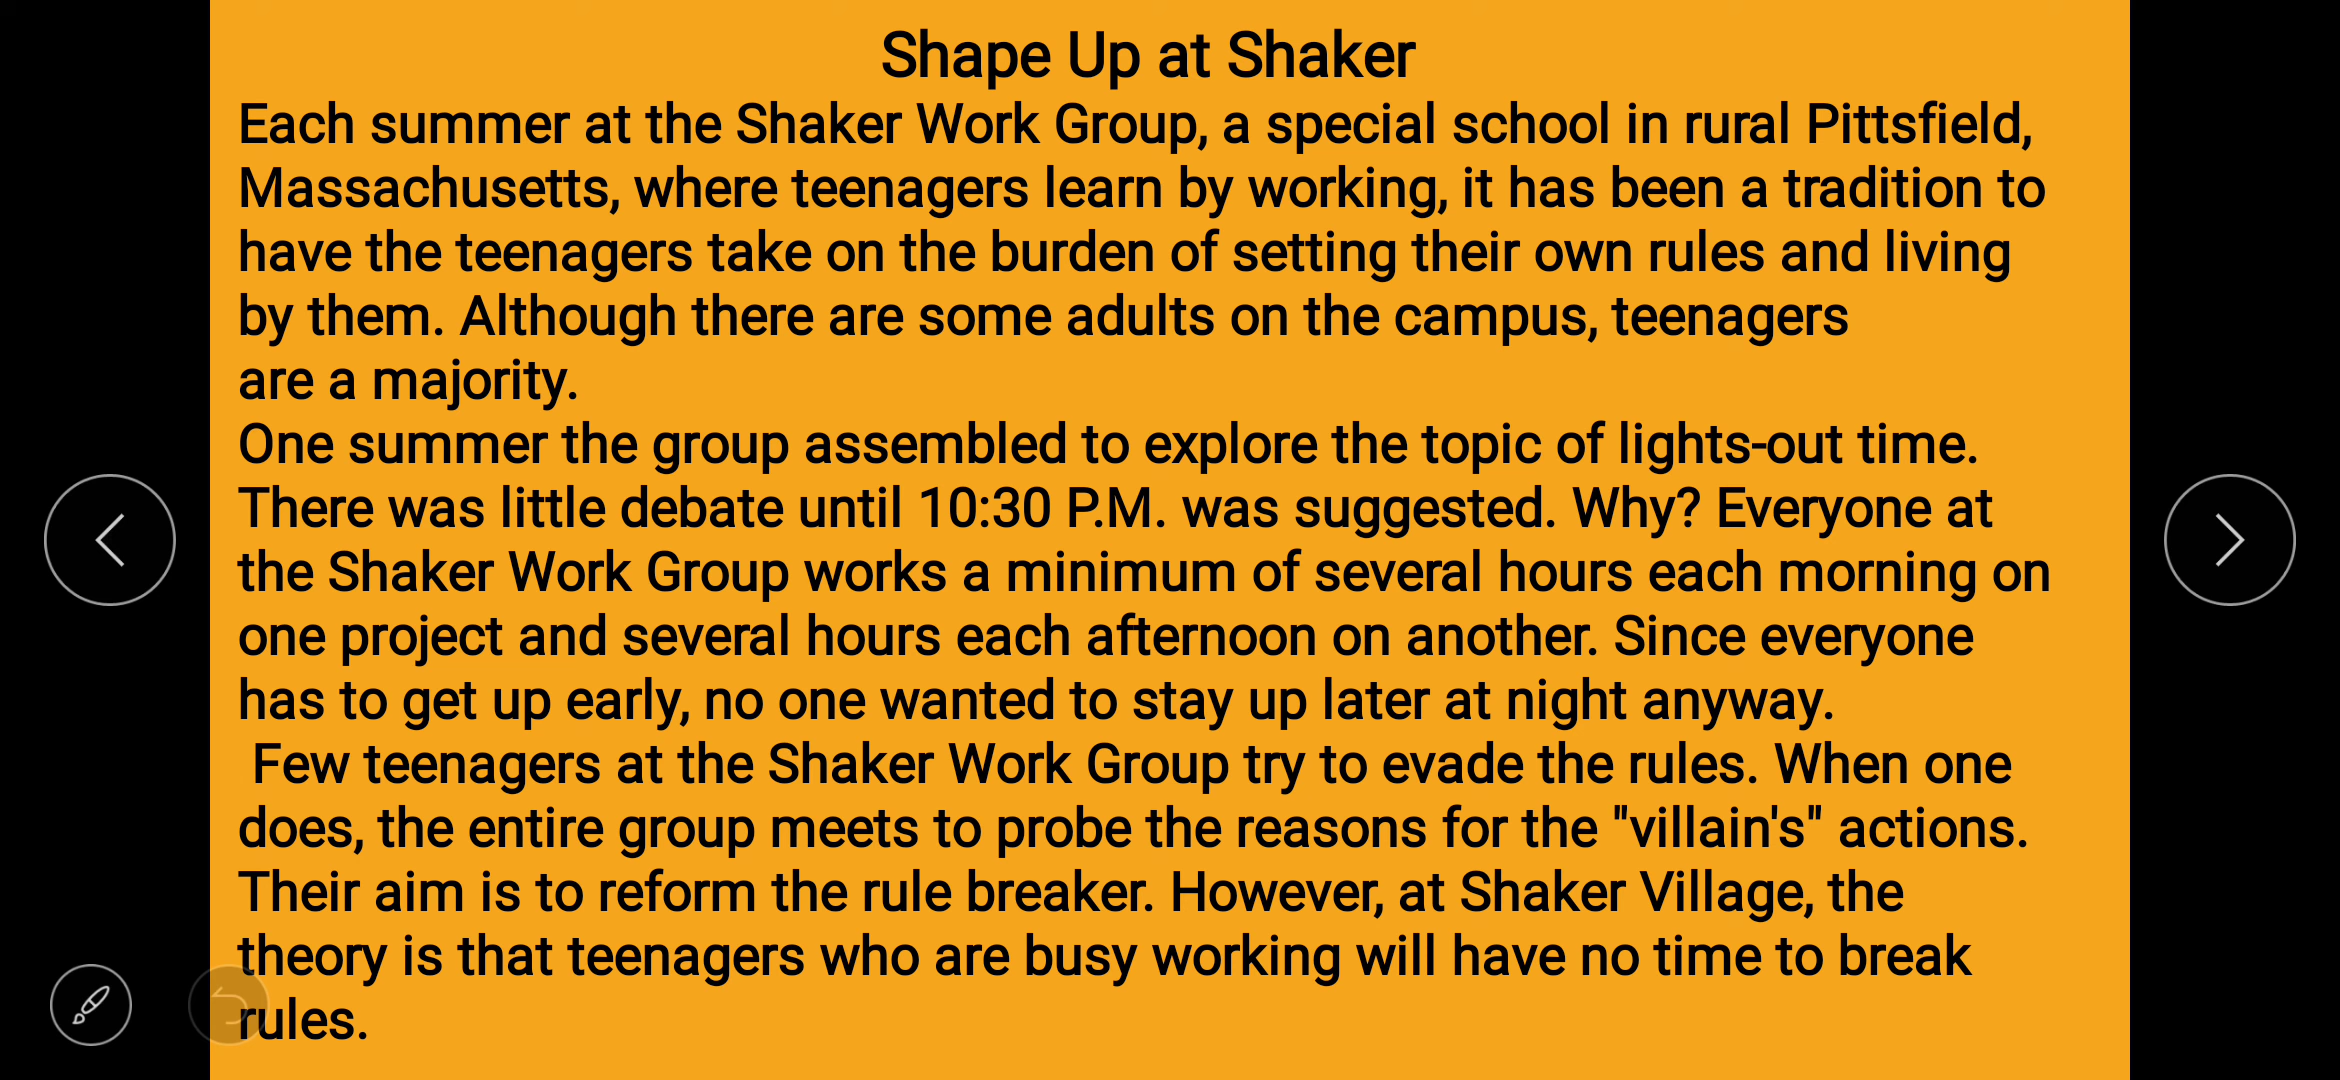 Shape Up at Shaker
Each summer at the Shaker Work Group, a special school in rural Pittsfield,
Massachusetts, where teenagers learn by working, it has been a tradition to
have the teenagers take on the burden of setting their own rules and living
by them. Although there are some adults on the campus, teenagers
are a majority.
One summer the group assembled to explore the topic of lights-out time.
There was little debate until 10:30 P.M. was suggested. Why? Everyone at
the Shaker Work Group works a minimum of several hours each morning on
one project and several hours each afternoon on another. Since everyone
has to get up early, no one wanted to stay up later at night anyway.
Few teenagers at the Shaker Work Group try to evade the rules. When one
does, the entire group meets to probe the reasons for the "villain's" actions.
Their aim is to reform the rule breaker. However, at Shaker Village, the
theory is that teenagers who are busy working will have no time to break
rules.